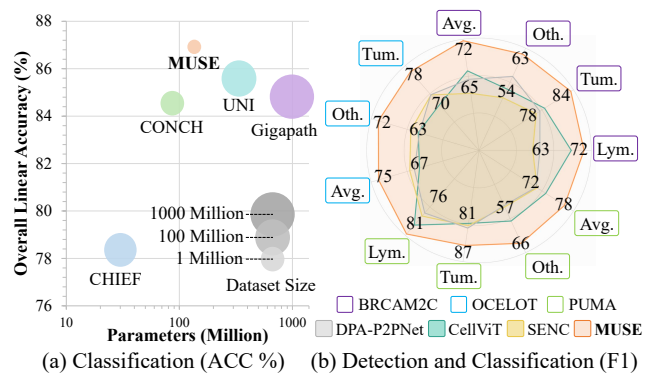 Overall Linear Accuracy (%)
88
86
84
82
80
78
76
10
100
1000
Parameters (Million)
MUSE
UNI
Gigapath
CONCH
CHIEF
1000 Million
100 Million
1 Million
Dataset Size
(a) Classification (ACC %)
Avg.
Oth.
Tum.
Lym.
Avg.
Oth.
Tum.
Lym.
Avg.
Oth.
Tum.
72
63
84
72
78
66
87
81
75
72
78
65
54
78
63
72
57
81
76
67
63
70
BRCAM2C
OCELOT
PUMA
DPA-P2PNet
CellViT
SENC
MUSE
(b) Detection and Classification (F1)